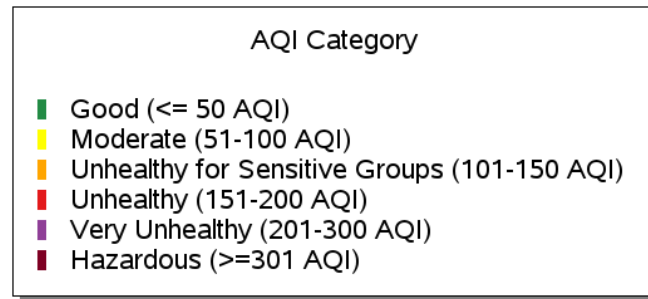 AQI Category
Good (<= 50 AQI)
Moderate (51-100 AQI)
Unhealthy for Sensitive Groups (101-150 AQI)
Unhealthy (151-200 AQI)
Very Unhealthy (201-300 AQI)
Hazardous (>=301 AQI)